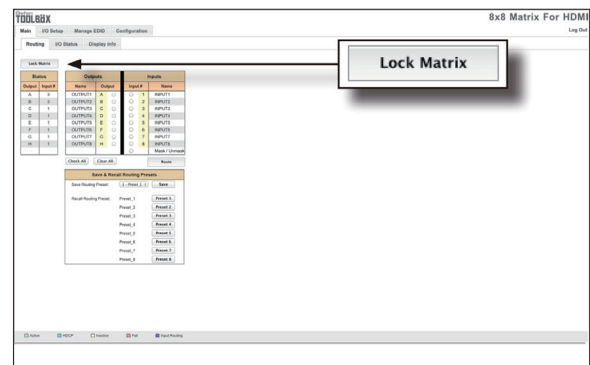 Gefen
TOOLBOX
8x8 Matrix For HDMI
Main I/O Setup Manage EDID Configuration
Log Out
Routing I/O Status Display Info
Lock Matrix
Lock Matrix
Status Outputs Inputs
Output Input # Name Output Input # Name
A 3 OUTPUT1 A 1 INPUT1
B 3 OUTPUT2 B 2 INPUT2
C 1 OUTPUT3 C 3 INPUT3
D 1 OUTPUT4 D 4 INPUT4
E 1 OUTPUT5 E 5 INPUT5
F 1 OUTPUT6 F 6 INPUT6
G 1 OUTPUT7 G 7 INPUT7
H 1 OUTPUT8 H 8 INPUT8
Mask / Unmask
Check All Clear All Route
Save & Recall Routing Presets
Save Routing Preset: Save
Recall Routing Preset: Preset_1 Preset 1
Preset_2 Preset 2
Preset_3 Preset 3
Preset_4 Preset 4
Preset_5 Preset 5
Preset_6 Preset 6
Preset_7 Preset 7
Preset_8 Preset 8
Active HDCP Inactive Fail Input Routing